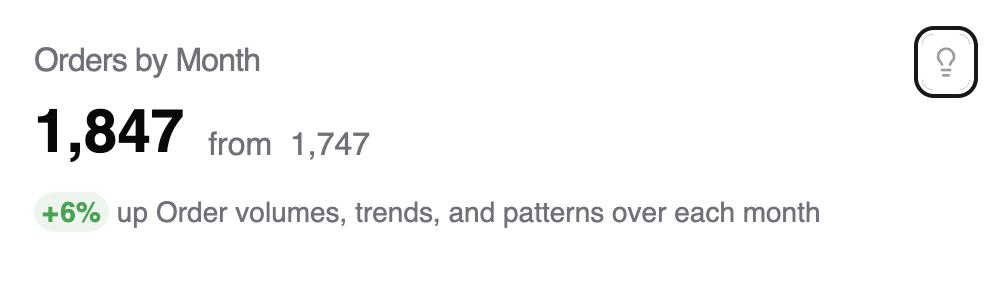 Orders by Month
1,847 from 1,747
+6% up Order volumes, trends, and patterns over each month